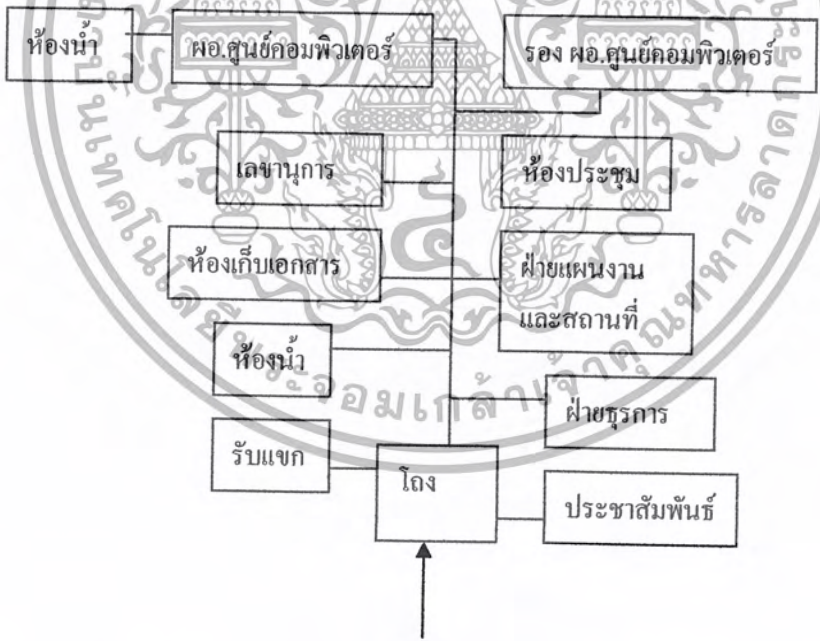 ห้องน้ำ
ผอ.ศูนย์คอมพิวเตอร์
รอง ผอ.ศูนย์คอมพิวเตอร์
เลขานุการ
ห้องประชุม
ห้องเก็บเอกสาร
ฝ่ายแผนงาน
และสถานที่
ห้องน้ำ
ฝ่ายธุรการ
รับแขก
โถง
ประชาสัมพันธ์